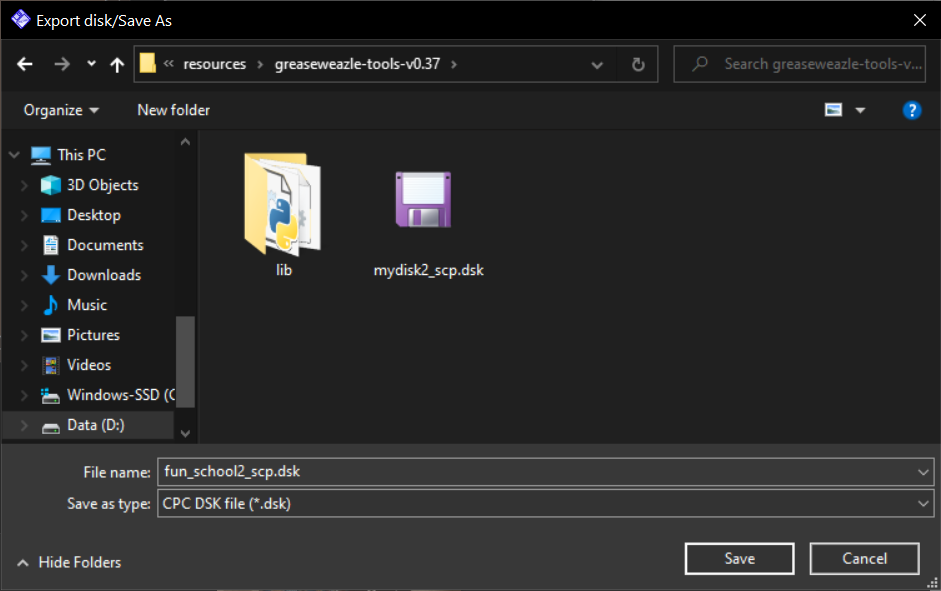 Export disk/Save As
« resources › greaseweazle-tools-v0.37 ›
Search greaseweazle-tools-v...
Organize
New folder
?
This PC
3D Objects
Desktop
Documents
Downloads
Music
Pictures
Videos
Windows-SSD (C
Data (D:)
lib
mydisk2_scp.dsk
File name: fun_school2_scp.dsk
Save as type: CPC DSK file (*.dsk)
Hide Folders
Save
Cancel